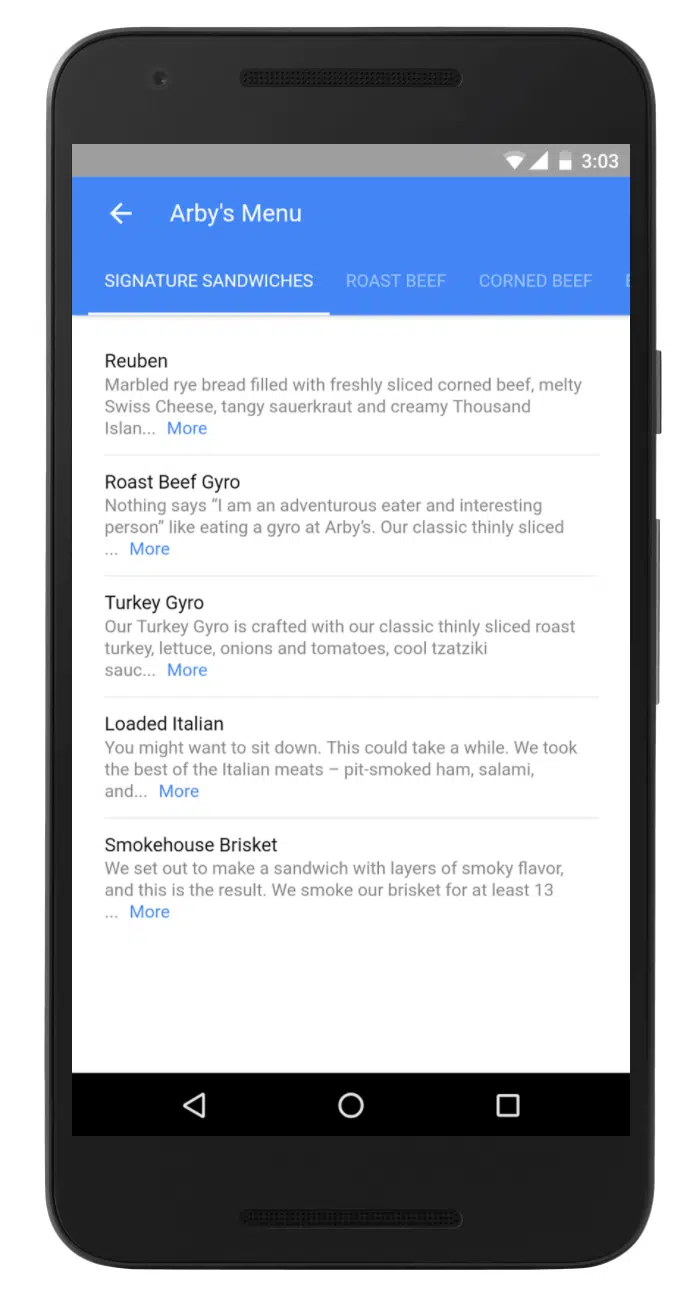 3:03
Arby's Menu
SIGNATURE SANDWICHES ROAST BEEF CORNED BEEF
Reuben
Marbled rye bread filled with freshly sliced corned beef, melty
Swiss Cheese, tangy sauerkraut and creamy Thousand
Islan... More
Roast Beef Gyro
Nothing says “I am an adventurous eater and interesting
person” like eating a gyro at Arby’s. Our classic thinly sliced
... More
Turkey Gyro
Our Turkey Gyro is crafted with our classic thinly sliced roast
turkey, lettuce, onions and tomatoes, cool tzatziki
sauc... More
Loaded Italian
You might want to sit down. This could take a while. We took
the best of the Italian meats – pit-smoked ham, salami,
and... More
Smokehouse Brisket
We set out to make a sandwich with layers of smoky flavor,
and this is the result. We smoke our brisket for at least 13
... More